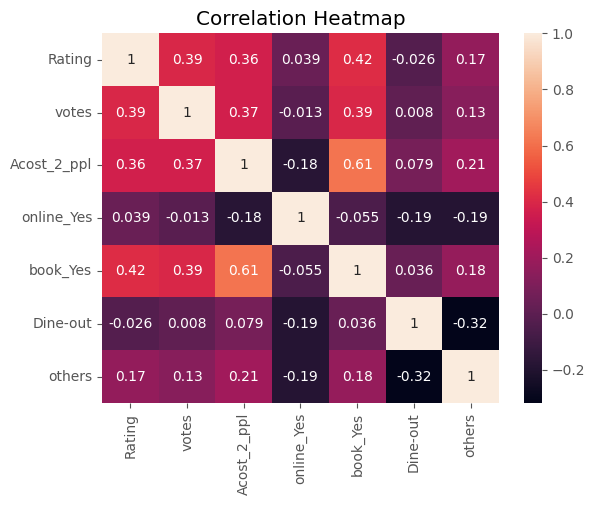 Correlation Heatmap
Rating 1 0.39 0.36 0.039 0.42 -0.026 0.17
votes 0.39 1 0.37 -0.013 0.39 0.008 0.13
Acost_2_ppl 0.36 0.37 1 -0.18 0.61 0.079 0.21
online_Yes 0.039 -0.013 -0.18 1 -0.055 -0.19 -0.19
book_Yes 0.42 0.39 0.61 -0.055 1 0.036 0.18
Dine-out -0.026 0.008 0.079 -0.19 0.036 1 -0.32
others 0.17 0.13 0.21 -0.19 0.18 -0.32 1
Rating votes Acost_2_ppl online_Yes book_Yes Dine-out others
1.0
0.8
0.6
0.4
0.2
0.0
−0.2